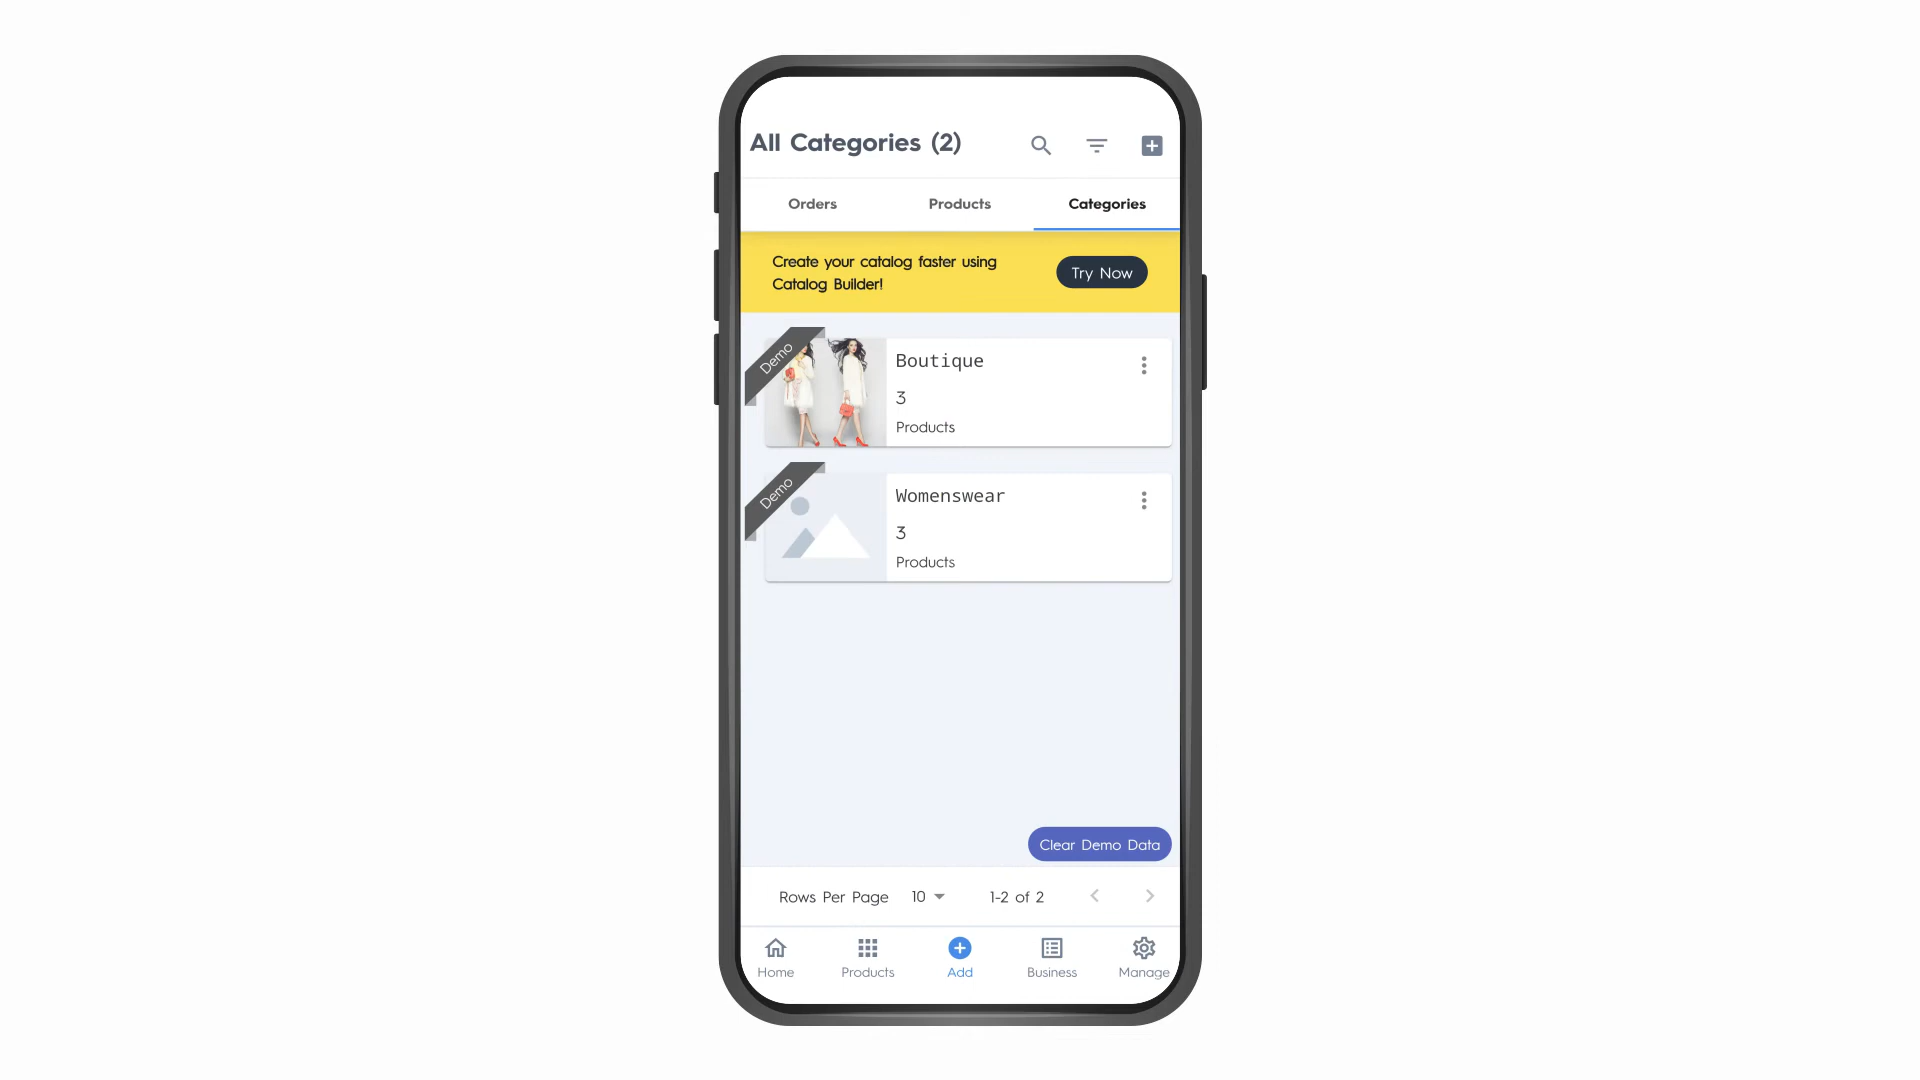 All Categories (2)
Orders
Products
Categories
Create your catalog faster using
Catalog Builder!
Try Now
Demo
Boutique
3
Products
Demo
Womenswear
3
Products
Clear Demo Data
Rows Per Page
10
1-2 of 2
Home
Products
Add
Business
Manage